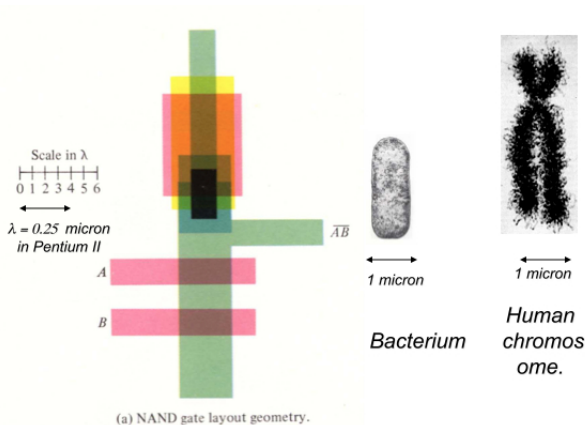 Scale in λ
0 1 2 3 4 5 6
λ = 0.25 micron
in Pentium II
A
B
A̅B̅
(a) NAND gate layout geometry.
1 micron
Bacterium
1 micron
Human
chromos
ome.